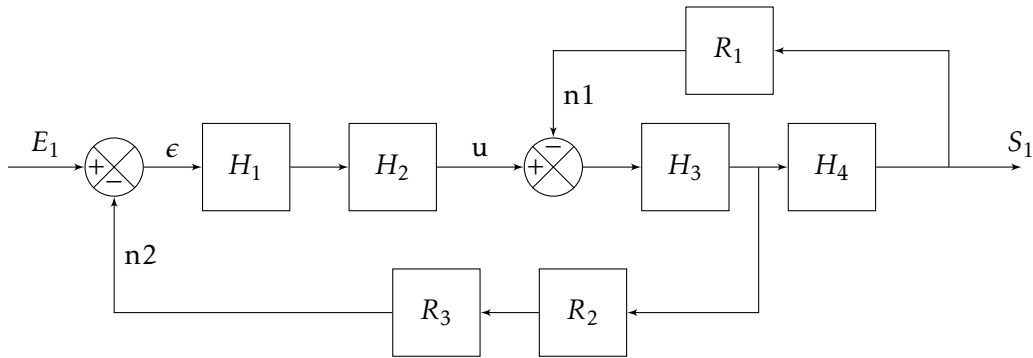 R₁
n1
E₁
+
−
ϵ
H₁
H₂
u
+
−
H₃
H₄
S₁
n2
R₃
R₂